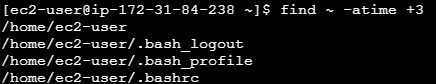 [ec2-user@ip-172-31-84-238 ~]$ find ~ -atime +3
/home/ec2-user
/home/ec2-user/.bash_logout
/home/ec2-user/.bash_profile
/home/ec2-user/.bashrc